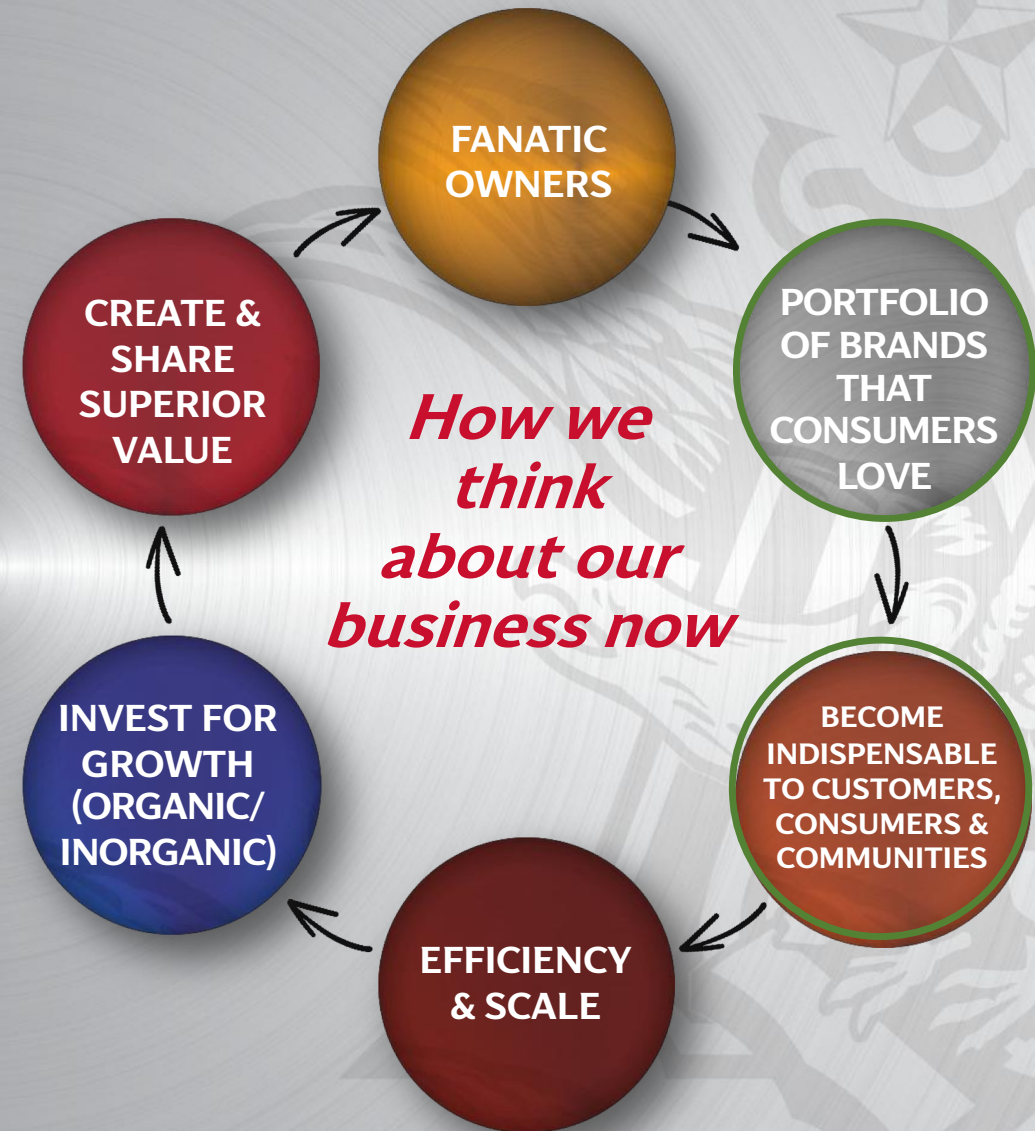 FANATIC
OWNERS
PORTFOLIO
OF BRANDS
THAT
CONSUMERS
LOVE
BECOME
INDISPENSABLE
TO CUSTOMERS,
CONSUMERS &
COMMUNITIES
EFFICIENCY
& SCALE
INVEST FOR
GROWTH
(ORGANIC/
INORGANIC)
CREATE &
SHARE
SUPERIOR
VALUE
How we
think
about our
business now